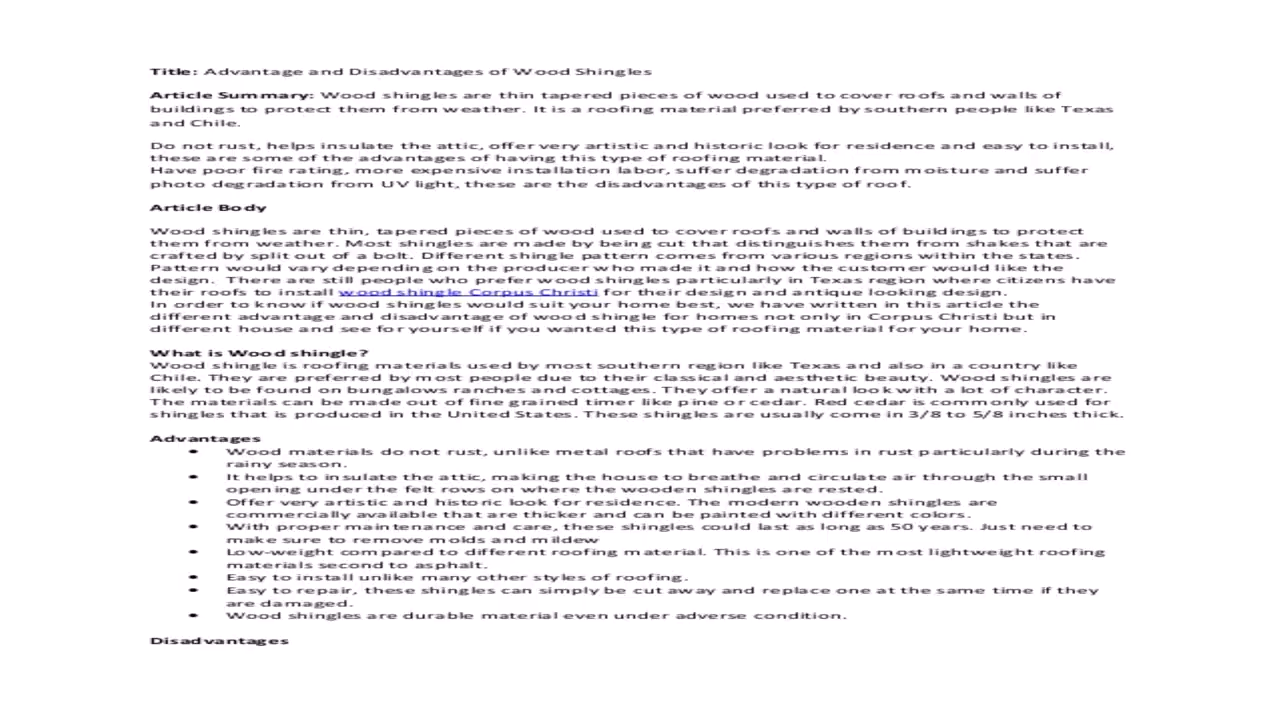 Title: Advantage and Disadvantages of Wood Shingles
Article Summary: Wood shingles are thin tapered pieces of wood used to cover roofs and walls of
buildings to protect them from weather. It is a roofing material preferred by southern people like Texas
and Chile.
Do not rust, helps insulate the attic, offer very artistic and historic look for residence and easy to install,
these are some of the advantages of having this type of roofing material.
Have poor fire rating, more expensive installation labor, suffer degradation from moisture and suffer
photo degradation from UV light, these are the disadvantages of this type of roof.
Article Body
Wood shingles are thin, tapered pieces of wood used to cover roofs and walls of buildings to protect
them from weather. Most shingles are made by being cut that distinguishes them from shakes that are
crafted by split out of a bolt. Different shingle pattern comes from various regions within the states.
Pattern would vary depending on the producer who made it and how the customer would like the
design. There are still people who prefer wood shingles particularly in Texas region where citizens have
their roofs to install wood shingle Corpus Christi for their design and antique looking design.
In order to know if wood shingles would suit your home best, we have written in this article the
different advantage and disadvantage of wood shingle for homes not only in Corpus Christi but in
different house and see for yourself if you wanted this type of roofing material for your home.
What is Wood shingle?
Wood shingle is roofing materials used by most southern region like Texas and also in a country like
Chile. They are preferred by most people due to their classical and aesthetic beauty. Wood shingles are
likely to be found on bungalows ranches and cottages. They offer a natural look with a lot of character.
The materials can be made out of fine grained timer like pine or cedar. Red cedar is commonly used for
shingles that is produced in the United States. These shingles are usually come in 3/8 to 5/8 inches thick.
Advantages
• Wood materials do not rust, unlike metal roofs that have problems in rust particularly during the
rainy season.
• It helps to insulate the attic, making the house to breathe and circulate air through the small
opening under the felt rows on where the wooden shingles are rested.
• Offer very artistic and historic look for residence. The modern wooden shingles are
commercially available that are thicker and can be painted with different colors.
• With proper maintenance and care, these shingles could last as long as 50 years. Just need to
make sure to remove molds and mildew
• Low-weight compared to different roofing material. This is one of the most lightweight roofing
materials second to asphalt.
• Easy to install unlike many other styles of roofing.
• Easy to repair, these shingles can simply be cut away and replace one at the same time if they
are damaged.
• Wood shingles are durable material even under adverse condition.
Disadvantages